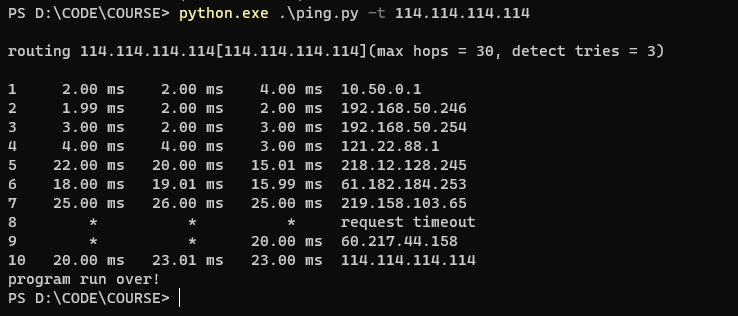 PS D:\CODE\COURSE> python.exe .\ping.py -t 114.114.114.114
routing 114.114.114.114[114.114.114.114](max hops = 30, detect tries = 3)
1 2.00 ms 2.00 ms 4.00 ms 10.50.0.1
2 1.99 ms 2.00 ms 2.00 ms 192.168.50.246
3 3.00 ms 2.00 ms 3.00 ms 192.168.50.254
4 4.00 ms 4.00 ms 3.00 ms 121.22.88.1
5 22.00 ms 20.00 ms 15.01 ms 218.12.128.245
6 18.00 ms 19.01 ms 15.99 ms 61.182.184.253
7 25.00 ms 26.00 ms 25.00 ms 219.158.103.65
8 * * * request timeout
9 * * 20.00 ms 60.217.44.158
10 20.00 ms 23.01 ms 23.00 ms 114.114.114.114
program run over!
PS D:\CODE\COURSE>